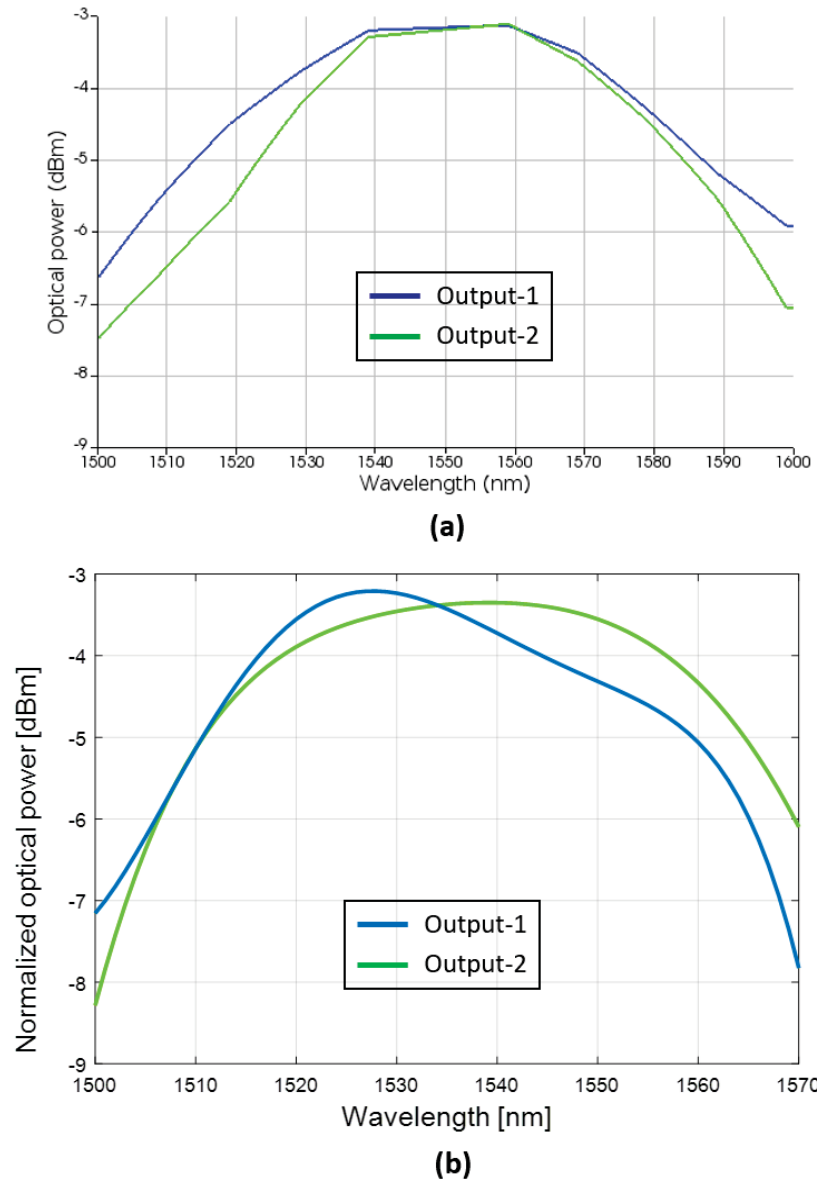 -3
-4
-5
-6
-7
-8
-9
Optical power (dBm)
Output-1
Output-2
1500 1510 1520 1530 1540 1550 1560 1570 1580 1590 1600
Wavelength (nm)
(a)
-3
-4
-5
-6
-7
-8
-9
Normalized optical power [dBm]
Output-1
Output-2
1500 1510 1520 1530 1540 1550 1560 1570
Wavelength [nm]
(b)